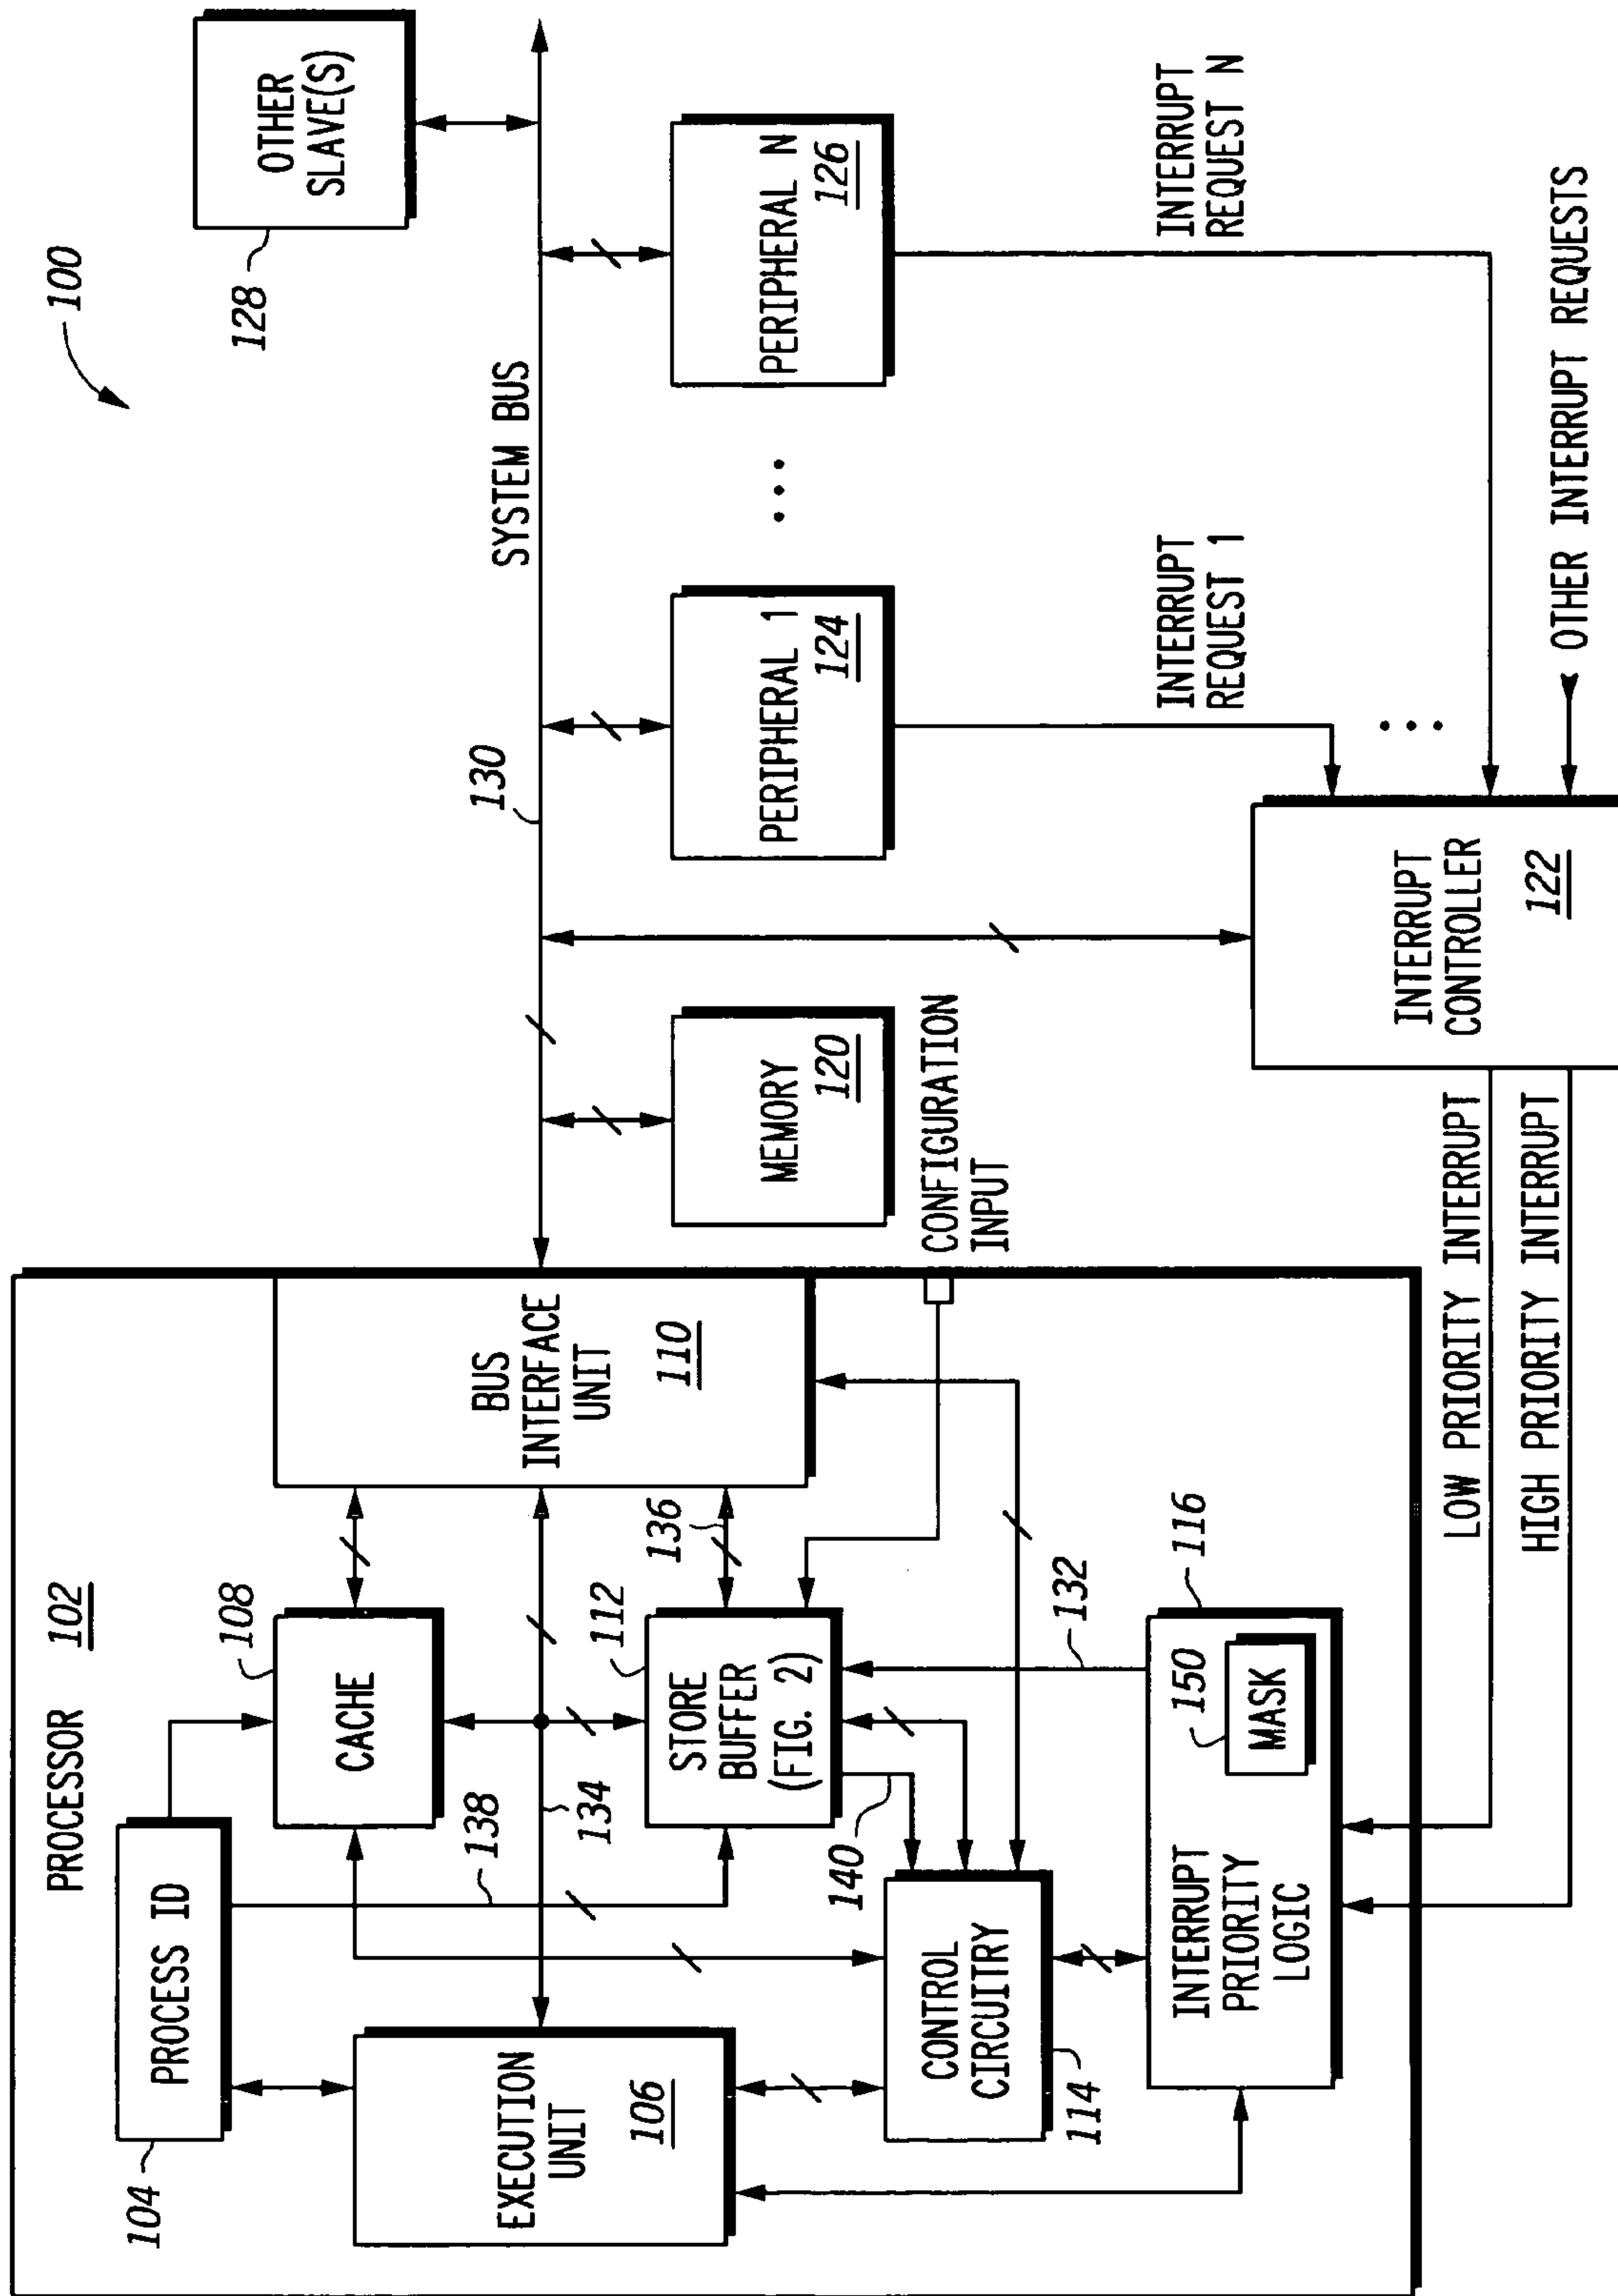 100
PROCESSOR 102
104
PROCESS ID
108
CACHE
138
134
EXECUTION
UNIT
106
BUS
INTERFACE
UNIT
110
136
112
STORE
BUFFER
(FIG. 2)
140
CONTROL
CIRCUITRY
114
132
116
INTERRUPT
PRIORITY
LOGIC
150
MASK
SYSTEM BUS
130
OTHER
SLAVE(S)
128
MEMORY
120
CONFIGURATION
INPUT
PERIPHERAL 1
124
PERIPHERAL N
126
INTERRUPT
REQUEST 1
INTERRUPT
REQUEST N
INTERRUPT
CONTROLLER
122
LOW PRIORITY INTERRUPT
HIGH PRIORITY INTERRUPT
OTHER INTERRUPT REQUESTS